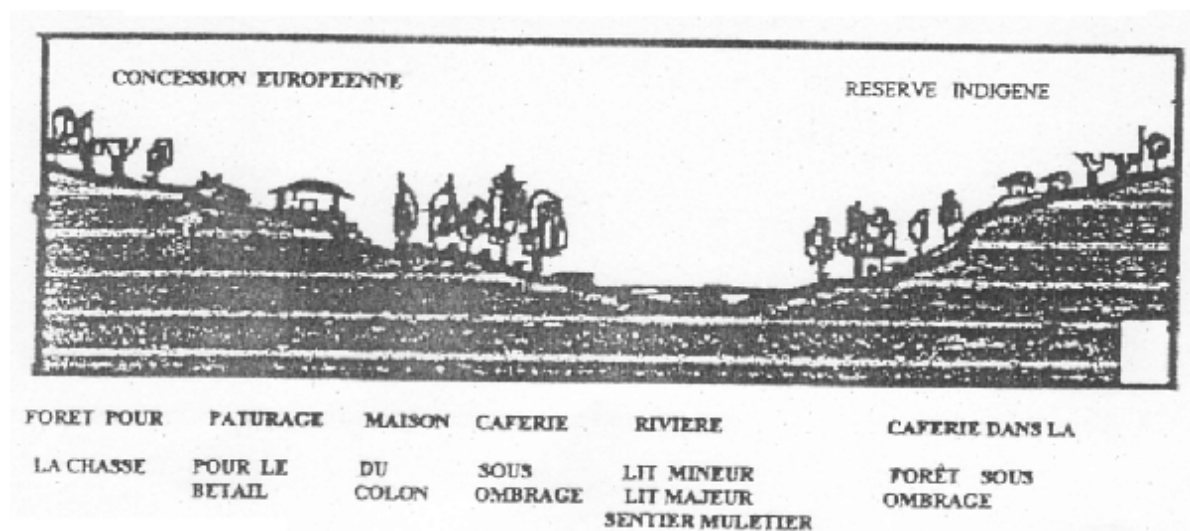 CONCESSION EUROPEENNE
RESERVE INDIGENE
FORET POUR
LA CHASSE
PATURAGE
POUR LE
BETAIL
MAISON
DU
COLON
CAFERIE
SOUS
OMBRAGE
RIVIERE
LIT MINEUR
LIT MAJEUR
SENTIER MULETIER
CAFERIE DANS LA
FORÊT SOUS
OMBRAGE